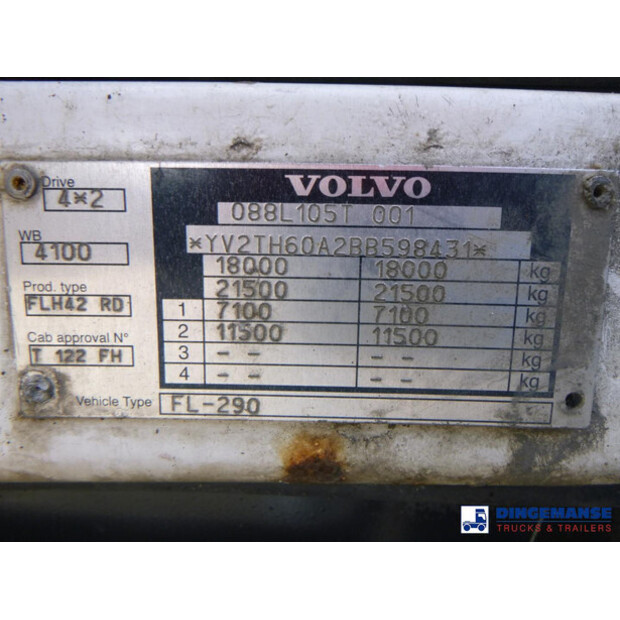 VOLVO
Drive
4*2
088L105T 001
WB
4100
*YV2TH60A2BB598431*
18000 18000 kg
Prod. type
FLH42 RD
21500 21500 kg
1 7100 7100 kg
2 11500 11500 kg
Cab approval N°
T 122 FH
3 - - - - kg
4 - - - - kg
Vehicle Type FL-290
DINGEMANSE
TRUCKS & TRAILERS